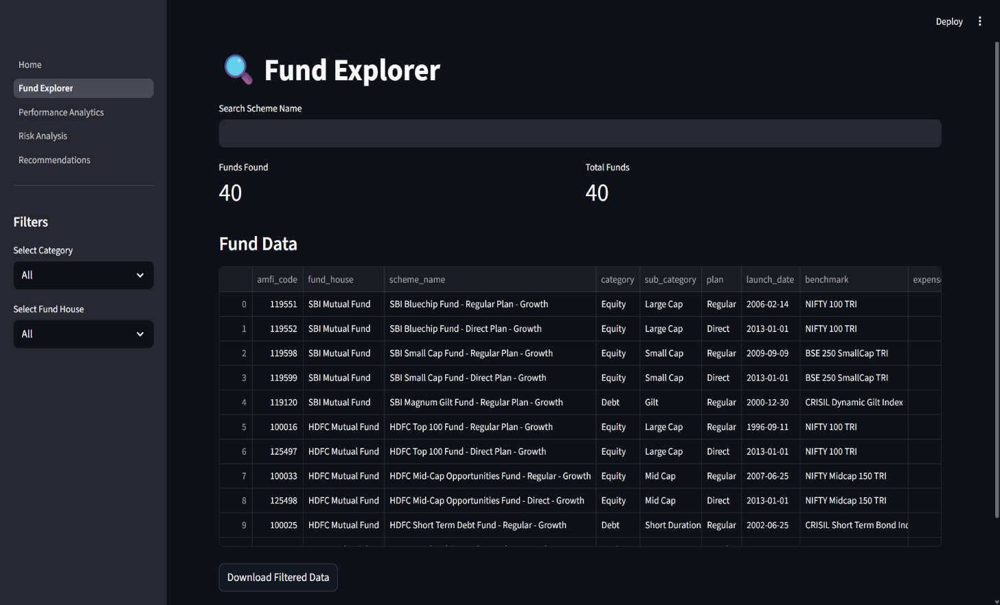 Deploy
Home
Fund Explorer
Performance Analytics
Risk Analysis
Recommendations
Filters
Select Category
All
Select Fund House
All
Fund Explorer
Search Scheme Name
Funds Found
40
Total Funds
40
Fund Data
amfi_code fund_house scheme_name category sub_category plan launch_date benchmark expens
0 119551 SBI Mutual Fund SBI Bluechip Fund - Regular Plan - Growth Equity Large Cap Regular 2006-02-14 NIFTY 100 TRI
1 119552 SBI Mutual Fund SBI Bluechip Fund - Direct Plan - Growth Equity Large Cap Direct 2013-01-01 NIFTY 100 TRI
2 119598 SBI Mutual Fund SBI Small Cap Fund - Regular Plan - Growth Equity Small Cap Regular 2009-09-09 BSE 250 SmallCap TRI
3 119599 SBI Mutual Fund SBI Small Cap Fund - Direct Plan - Growth Equity Small Cap Direct 2013-01-01 BSE 250 SmallCap TRI
4 119120 SBI Mutual Fund SBI Magnum Gilt Fund - Regular Plan - Growth Debt Gilt Regular 2000-12-30 CRISIL Dynamic Gilt Index
5 100016 HDFC Mutual Fund HDFC Top 100 Fund - Regular Plan - Growth Equity Large Cap Regular 1996-09-11 NIFTY 100 TRI
6 125497 HDFC Mutual Fund HDFC Top 100 Fund - Direct Plan - Growth Equity Large Cap Direct 2013-01-01 NIFTY 100 TRI
7 100033 HDFC Mutual Fund HDFC Mid-Cap Opportunities Fund - Regular - Growth Equity Mid Cap Regular 2007-06-25 NIFTY Midcap 150 TRI
8 125498 HDFC Mutual Fund HDFC Mid-Cap Opportunities Fund - Direct - Growth Equity Mid Cap Direct 2013-01-01 NIFTY Midcap 150 TRI
9 100025 HDFC Mutual Fund HDFC Short Term Debt Fund - Regular - Growth Debt Short Duration Regular 2002-06-25 CRISIL Short Term Bond Ind
Download Filtered Data